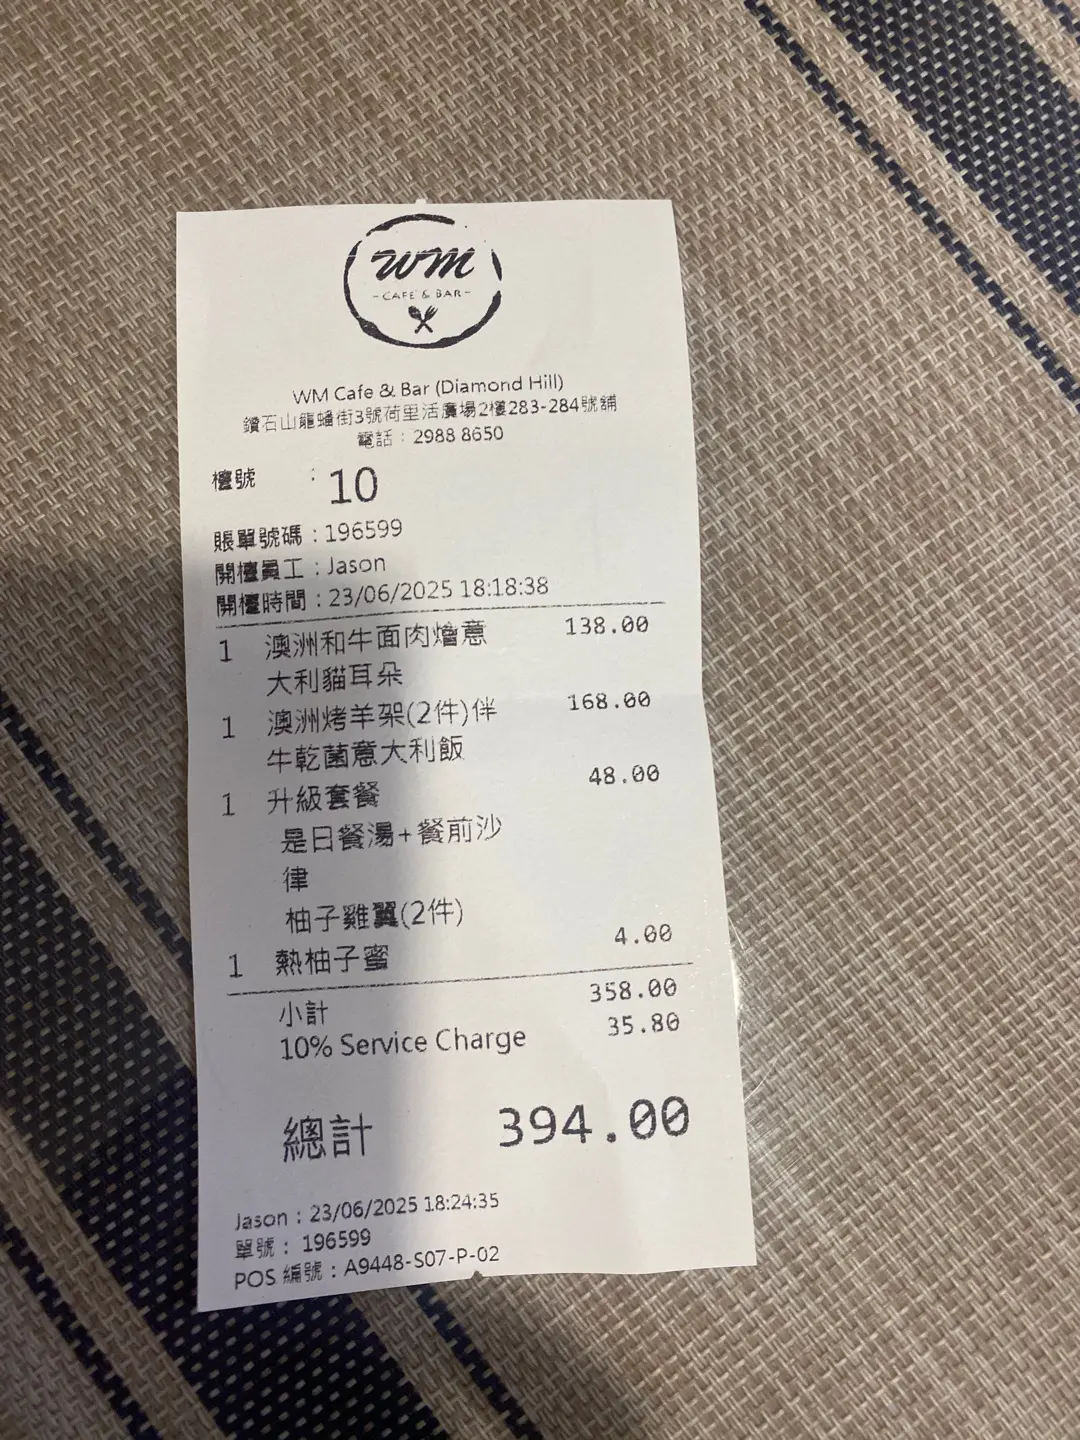 WM
- CAFE & BAR -
WM Cafe & Bar (Diamond Hill)
鑽石山龍蟠街3號荷里活廣場2樓283-284號舖
電話：2988 8650
檯號 : 10
賬單號碼：196599
開檯員工：Jason
開檯時間：23/06/2025 18:18:38
1 澳洲和牛面肉燴意 138.00
大利貓耳朵
1 澳洲烤羊架(2件)伴 168.00
牛乾菌意大利飯
1 升級套餐 48.00
是日餐湯+餐前沙
律
柚子雞翼(2件)
1 熱柚子蜜 4.00
小計 358.00
10% Service Charge 35.80
總計 394.00
Jason：23/06/2025 18:24:35
單號：196599
POS 編號：A9448-S07-P-02